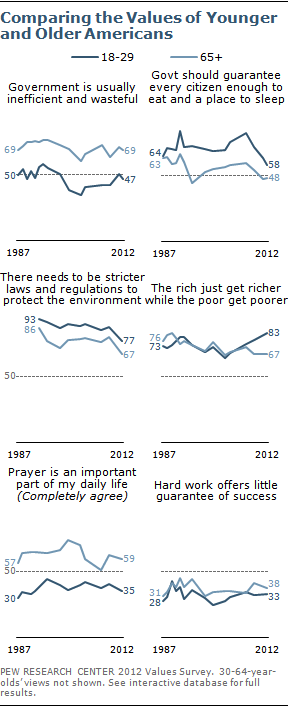 Comparing the Values of Younger
and Older Americans
18-29 65+
Government is usually
inefficient and wasteful
69
50
69
47
1987 2012
Govt should guarantee
every citizen enough to
eat and a place to sleep
64
63
58
48
1987 2012
There needs to be stricter
laws and regulations to
protect the environment
93
86
50
77
67
1987 2012
The rich just get richer
while the poor get poorer
76
73
83
67
1987 2012
Prayer is an important
part of my daily life
(Completely agree)
57
50
30
59
35
1987 2012
Hard work offers little
guarantee of success
31
28
38
33
1987 2012
PEW RESEARCH CENTER 2012 Values Survey. 30-64-year-
olds' views not shown. See interactive database for full
results.